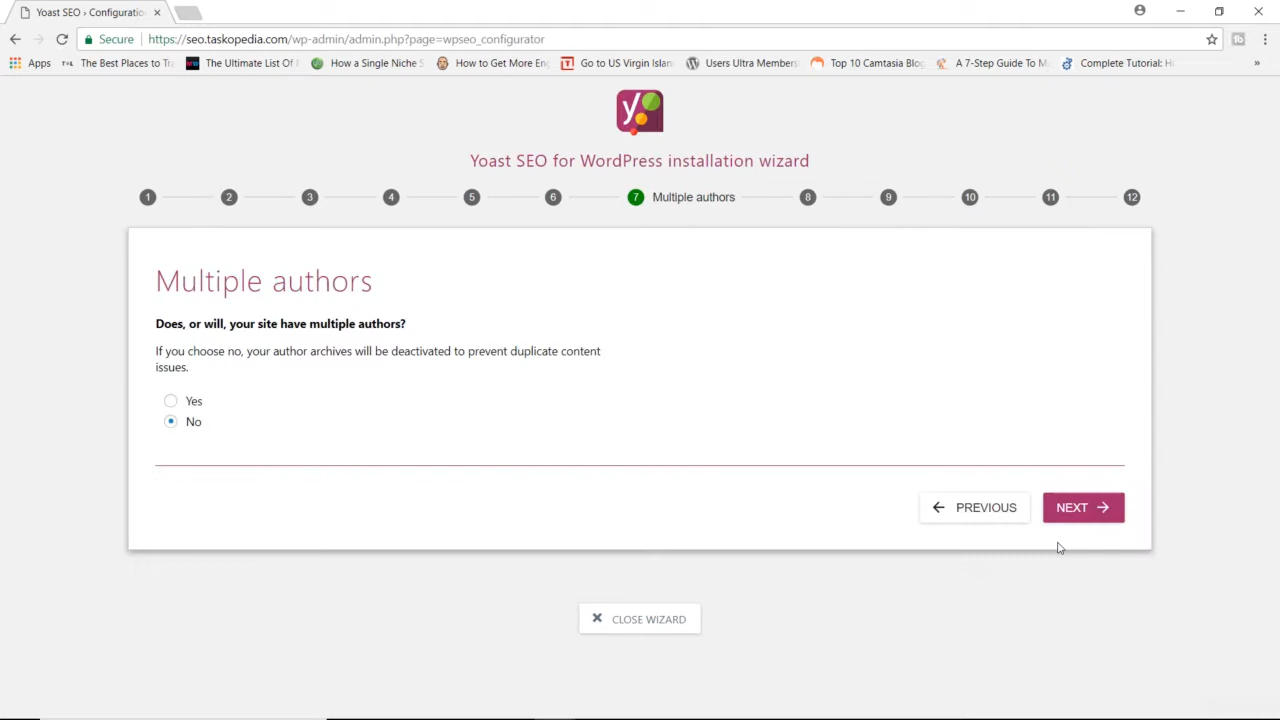 Yoast SEO › Configuratio
Secure https://seo.taskopedia.com/wp-admin/admin.php?page=wpseo_configurator
Apps The Best Places to Tra The Ultimate List Of How a Single Niche S How to Get More Eng Go to US Virgin Islan Users Ultra Members Top 10 Camtasia Blog A 7-Step Guide To M Complete Tutorial: H »
Yoast SEO for WordPress installation wizard
1 2 3 4 5 6 7 Multiple authors 8 9 10 11 12
Multiple authors
Does, or will, your site have multiple authors?
If you choose no, your author archives will be deactivated to prevent duplicate content
issues.
Yes
No
PREVIOUS NEXT
CLOSE WIZARD